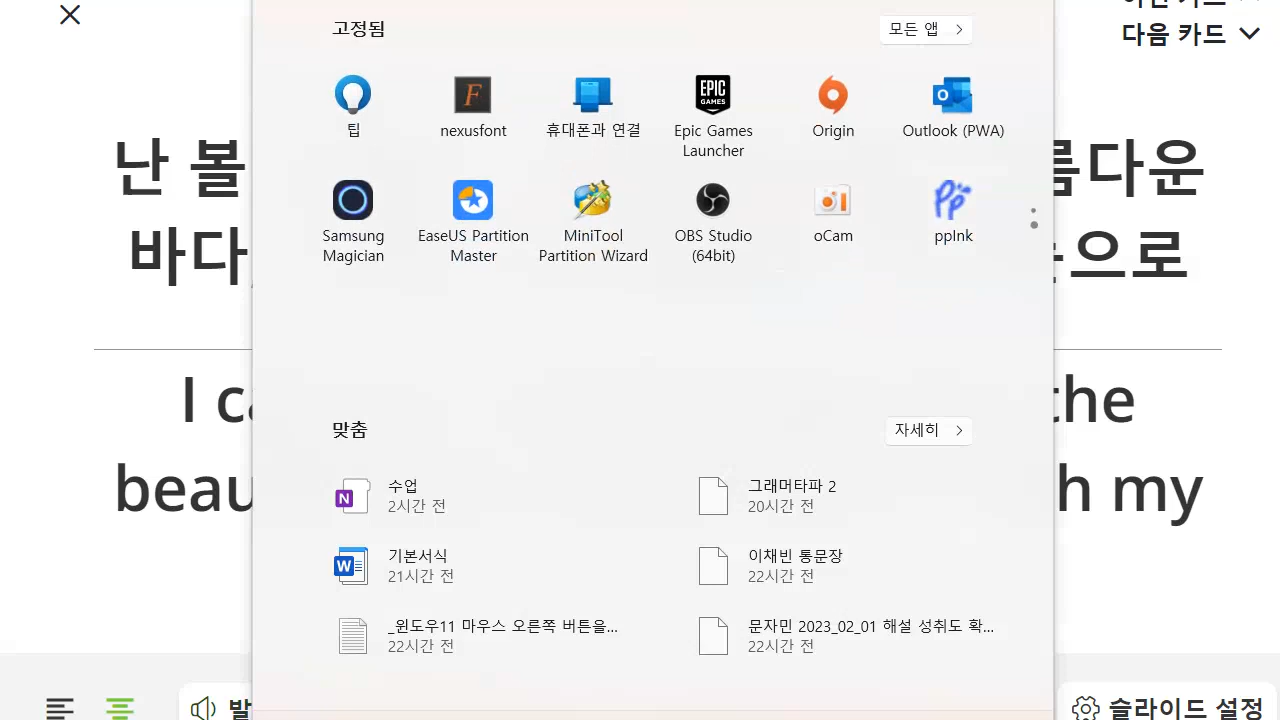 고정됨
모든 앱
다음 카드
팁
nexusfont
휴대폰과 연결
Epic Games
Launcher
Origin
Outlook (PWA)
Samsung
Magician
EaseUS Partition
Master
MiniTool
Partition Wizard
OBS Studio
(64bit)
oCam
ppInk
난 볼
다운
바다
으로
I
the
my
맞춤
자세히
수업
2시간 전
그래머타파 2
20시간 전
기본서식
21시간 전
이채빈 통문장
22시간 전
_윈도우11 마우스 오른쪽 버튼을...
22시간 전
문자민 2023_02_01 해설 성취도 확...
22시간 전
슬라이드 설정